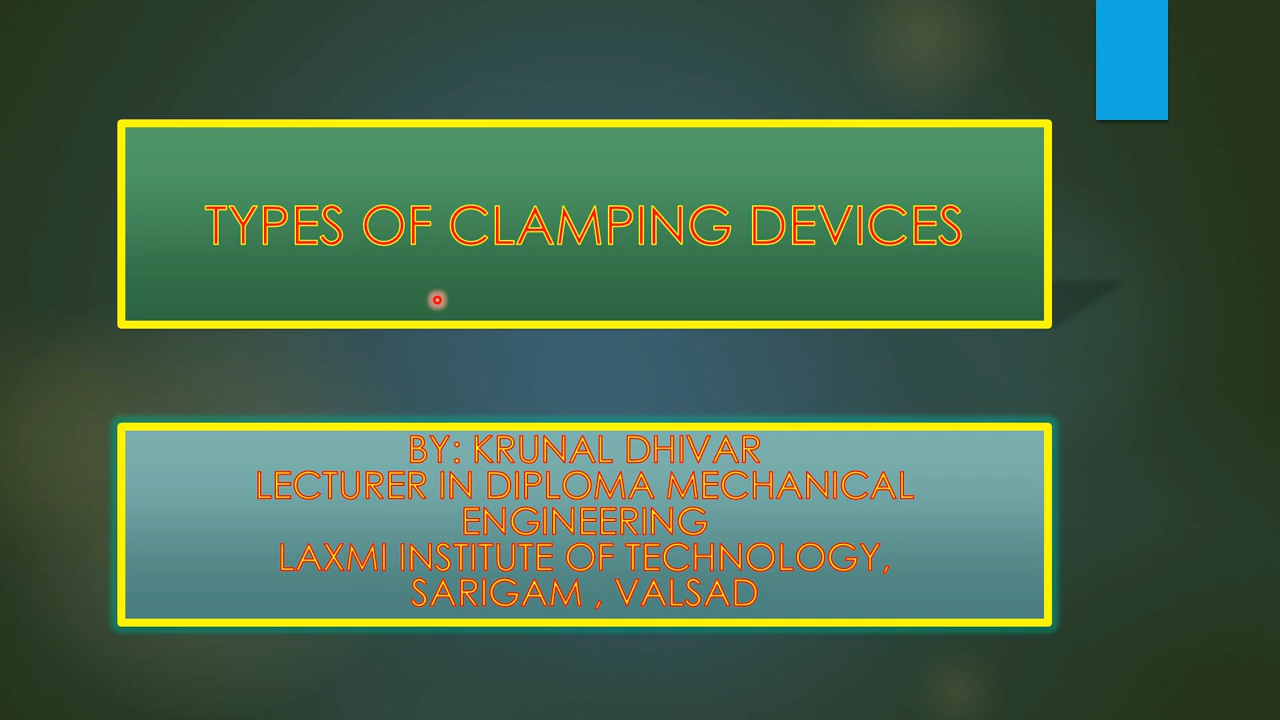 TYPES OF CLAMPING DEVICES
BY: KRUNAL DHIVAR
LECTURER IN DIPLOMA MECHANICAL
ENGINEERING
LAXMI INSTITUTE OF TECHNOLOGY,
SARIGAM , VALSAD